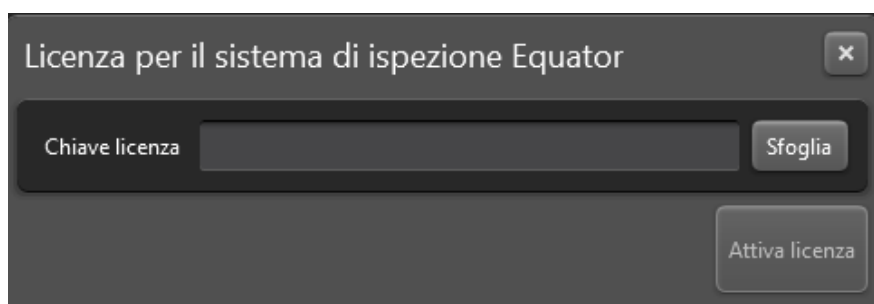 Licenza per il sistema di ispezione Equator
Chiave licenza
Sfoglia
Attiva licenza